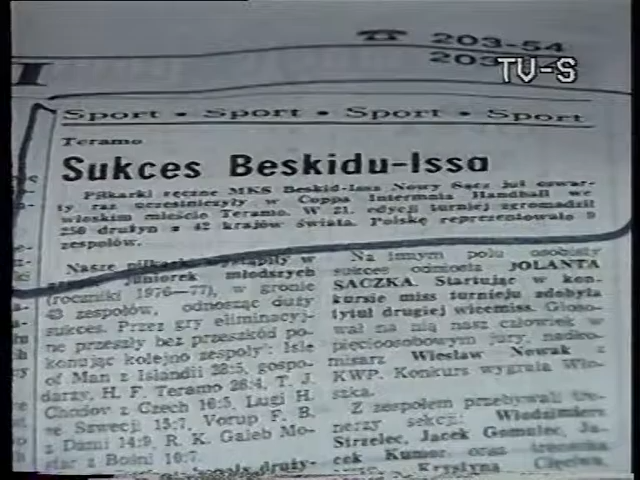 203-54
203
TV-S
Sport • Sport • Sport • Sport
Teramo
Sukces Beskidu-Issa
Piłkarki ręczne MKS Beskid-Issa Nowy Sącz już czwar-
ty raz uczestniczyły w Coppa Interamnia Handball we
włoskim mieście Teramo. W 21. edycji turniej zgromadził
250 drużyn z 42 krajów świata. Polskę reprezentowało 9
zespołów.
Nasze piłkarki w
juniorek młodszych
(roczniki 1976—77), w gronie
43 zespołów, odnosząc duży
sukces. Przez gry eliminacyj-
ne przeszły bez przeszkód po-
konując kolejno zespoły: Isle
of Man z Islandii 28:5, gospo-
darzy, H. F. Teramo 26:4, T. J.
Chodov z Czech 16:5, Lugi H.
ze Szwecji 15:7, Vorup F. B.
z Danii 14:9, R. K. Galeb Mo-
star z Bośni 10:7.
Na innym polu osobisty
sukces odniosła JOLANTA
SACZKA. Startując w kon-
kursie miss turnieju zdobyła
tytuł drugiej wicemiss. Głoso-
wał na nią nasz człowiek w
pięcioosobowym jury, nadko-
misarz Wiesław Nowak z
KWP. Konkurs wygrała Wło-
szka.
Z zespołem przebywali tre-
nerzy sekcji: Włodzimierz
Strzelec, Jacek Gomulec, Ja-
cek Kumor oraz
Krystyna